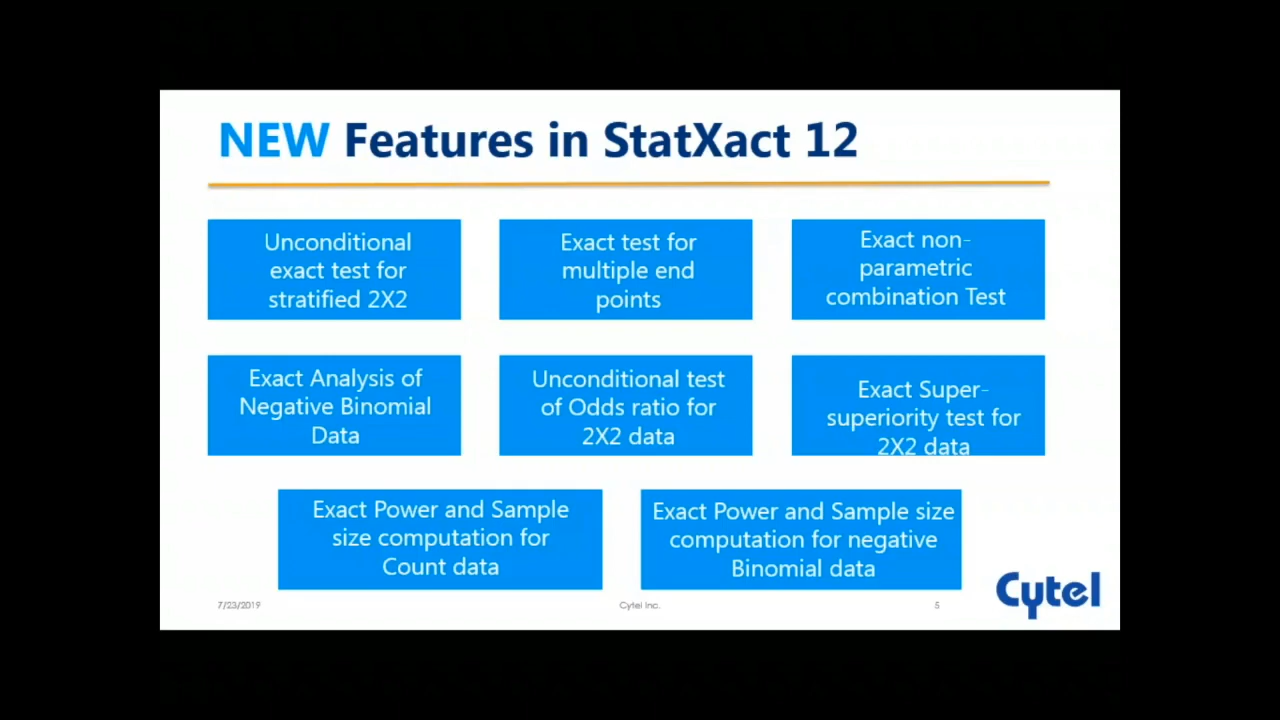 NEW Features in StatXact 12
Unconditional
exact test for
stratified 2X2
Exact test for
multiple end
points
Exact non-
parametric
combination Test
Exact Analysis of
Negative Binomial
Data
Unconditional test
of Odds ratio for
2X2 data
Exact Super-
superiority test for
2X2 data
Exact Power and Sample
size computation for
Count data
Exact Power and Sample size
computation for negative
Binomial data
7/23/2019
Cytel Inc.
5
Cytel